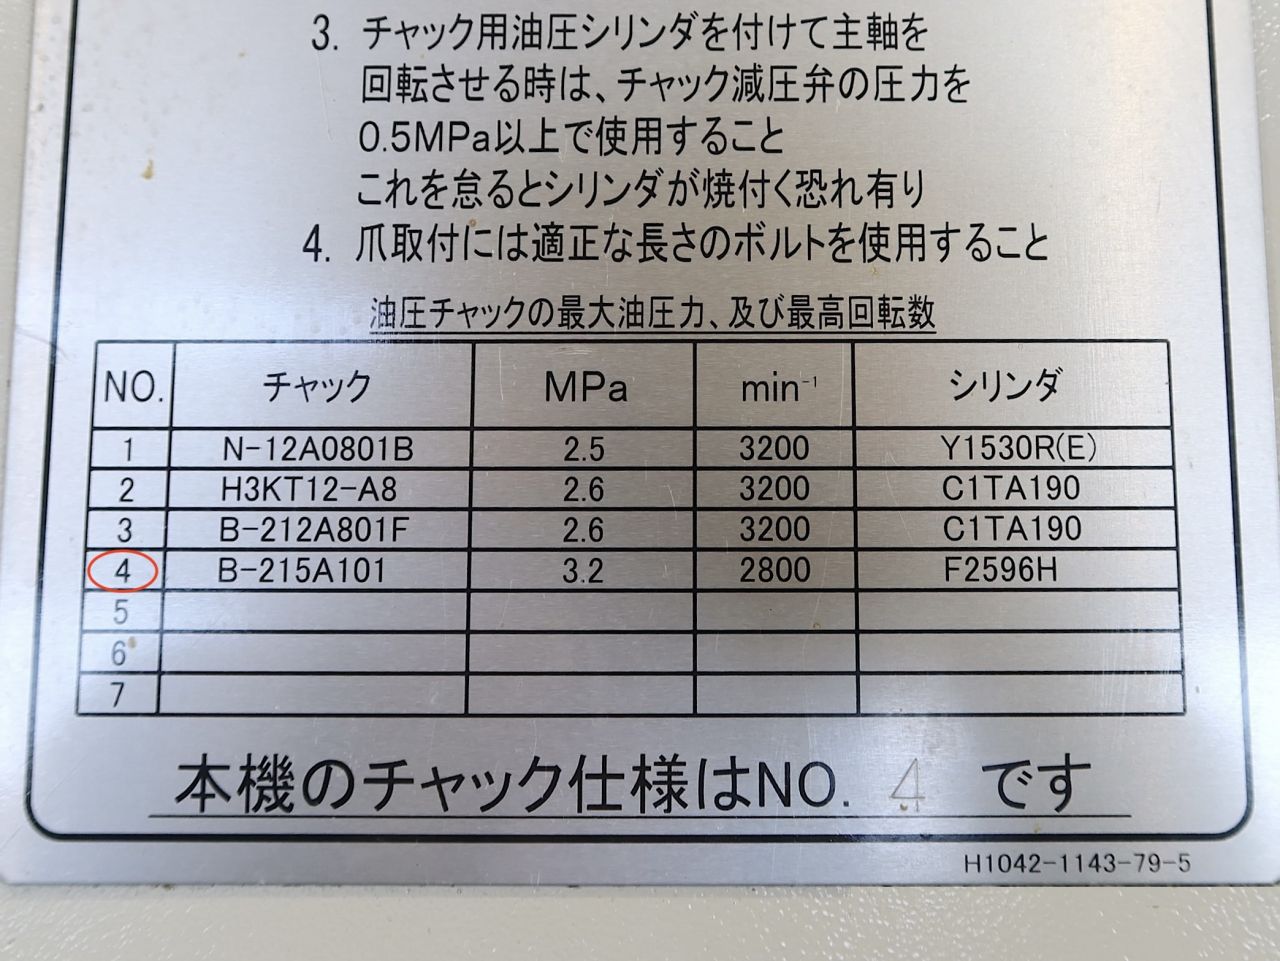 3. チャック用油圧シリンダを付けて主軸を
回転させる時は、チャック減圧弁の圧力を
0.5MPa以上で使用すること
これを怠るとシリンダが焼付く恐れ有り
4. 爪取付には適正な長さのボルトを使用すること
油圧チャックの最大油圧力、及び最高回転数
NO. チャック MPa min⁻¹ シリンダ
1 N-12A0801B 2.5 3200 Y1530R(E)
2 H3KT12-A8 2.6 3200 C1TA190
3 B-212A801F 2.6 3200 C1TA190
4 B-215A101 3.2 2800 F2596H
5
6
7
本機のチャック仕様はNO. 4 です
H1042-1143-79-5